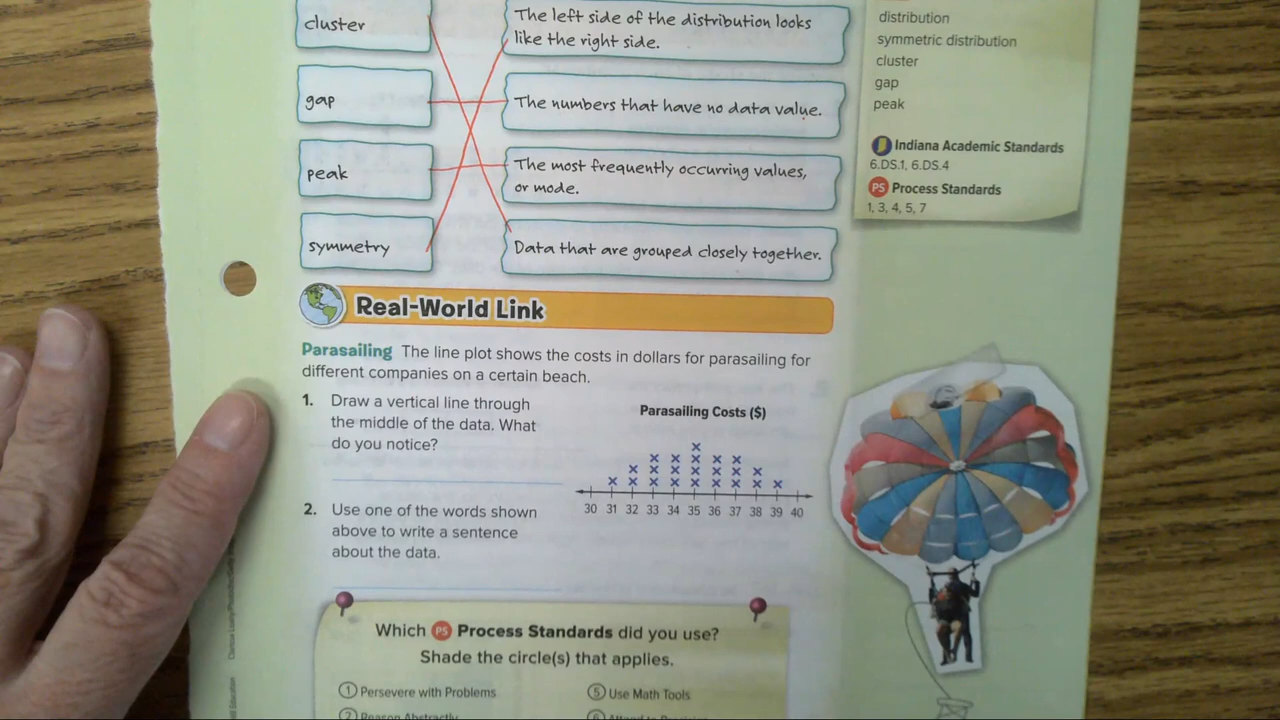 cluster
The left side of the distribution looks
like the right side.
gap
The numbers that have no data value.
peak
The most frequently occurring values,
or mode.
symmetry
Data that are grouped closely together.
distribution
symmetric distribution
cluster
gap
peak
Indiana Academic Standards
6.DS.1, 6.DS.4
PS Process Standards
1, 3, 4, 5, 7
Real-World Link
Parasailing The line plot shows the costs in dollars for parasailing for
different companies on a certain beach.
1. Draw a vertical line through
the middle of the data. What
do you notice?
Parasailing Costs ($)
30 31 32 33 34 35 36 37 38 39 40
2. Use one of the words shown
above to write a sentence
about the data.
Which PS Process Standards did you use?
Shade the circle(s) that applies.
1 Persevere with Problems
5 Use Math Tools
2 Reason Abstractly